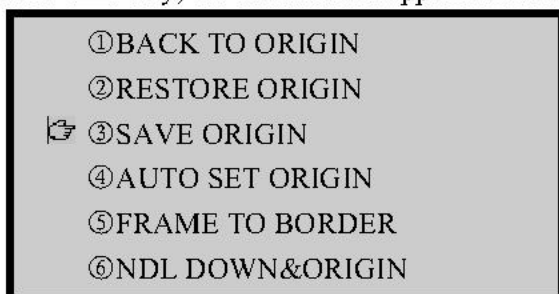 ①BACK TO ORIGIN
②RESTORE ORIGIN
③SAVE ORIGIN
④AUTO SET ORIGIN
⑤FRAME TO BORDER
⑥NDL DOWN&ORIGIN